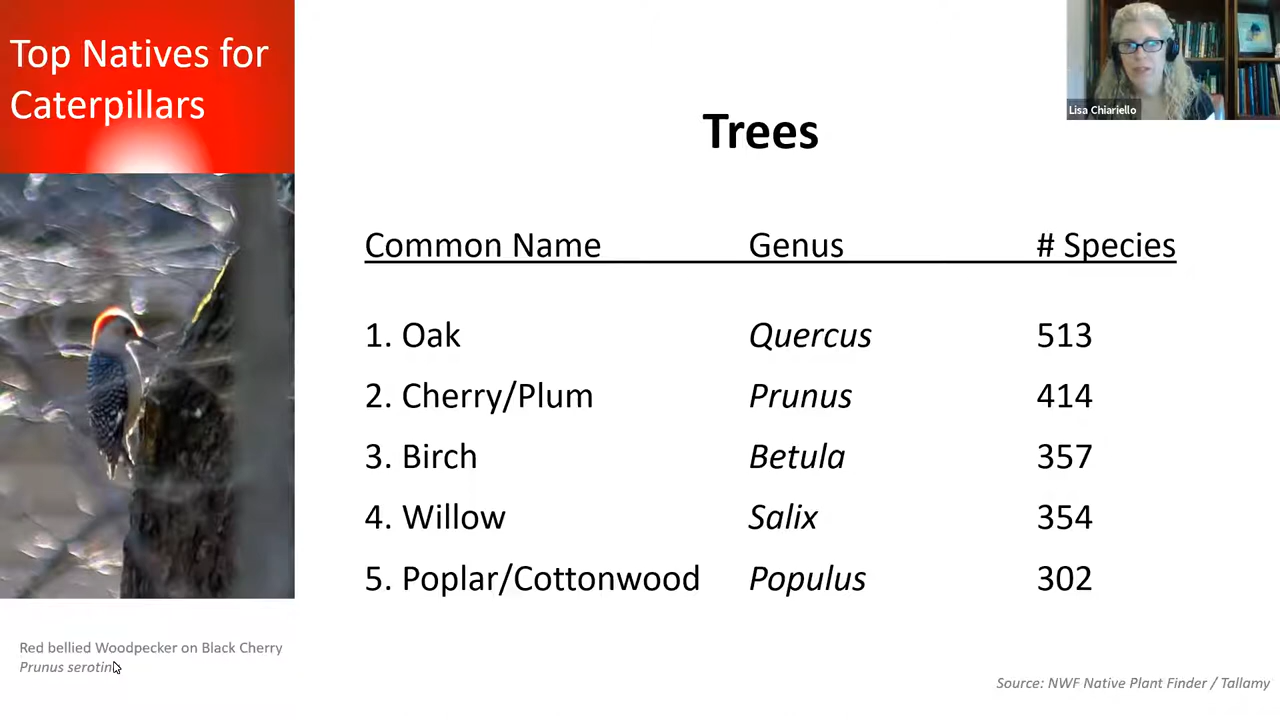 Top Natives for
Caterpillars
Lisa Chiariello
Trees
Common Name Genus # Species
1. Oak Quercus 513
2. Cherry/Plum Prunus 414
3. Birch Betula 357
4. Willow Salix 354
5. Poplar/Cottonwood Populus 302
Red bellied Woodpecker on Black Cherry
Prunus serotin
Source: NWF Native Plant Finder / Tallamy